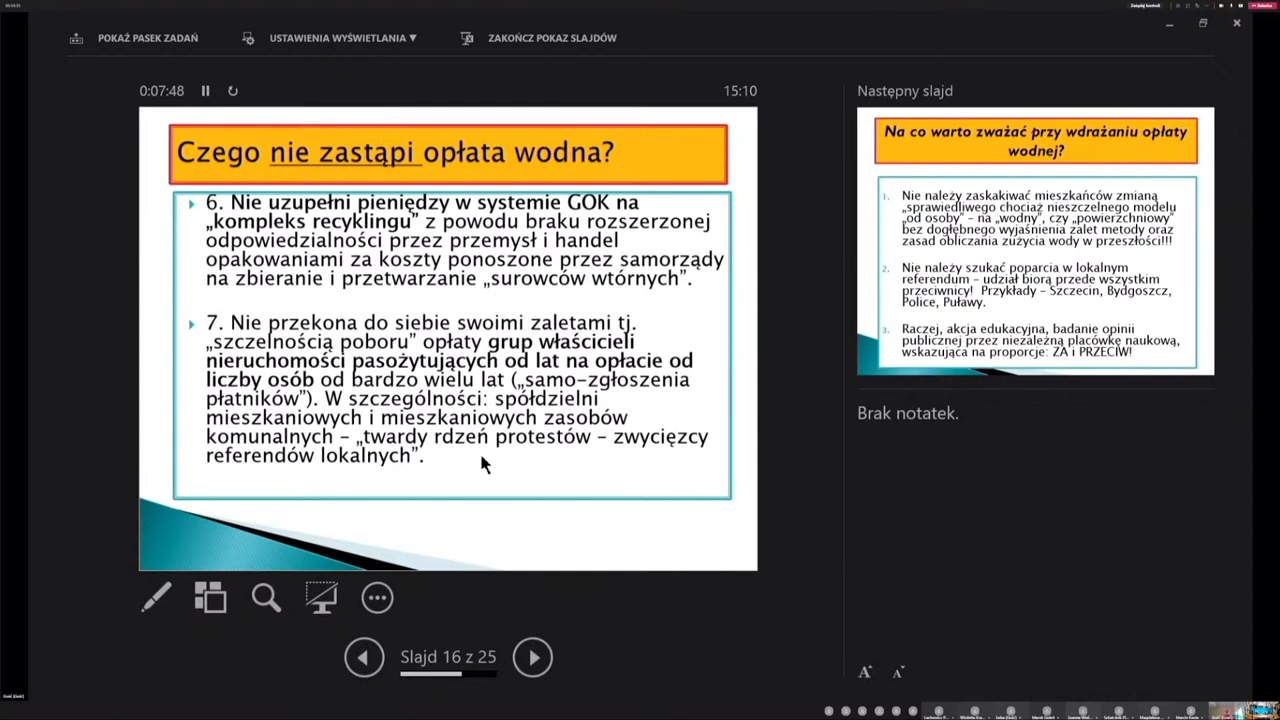 Zakończ
POKAŻ PASEK ZADAŃ
USTAWIENIA WYŚWIETLANIA ▼
ZAKOŃCZ POKAZ SLAJDÓW
0:07:48
15:10
Czego nie zastąpi opłata wodna?
6. Nie uzupełni pieniędzy w systemie GOK na
„kompleks recyklingu” z powodu braku rozszerzonej
odpowiedzialności przez przemysł i handel
opakowaniami za koszty ponoszone przez samorządy
na zbieranie i przetwarzanie „surowców wtórnych”.
7. Nie przekona do siebie swoimi zaletami tj.
„szczelnością poboru” opłaty grup właścicieli
nieruchomości pasożytujących od lat na opłacie od
liczby osób od bardzo wielu lat („samo-zgłoszenia
płatników”). W szczególności: spółdzielni
mieszkaniowych i mieszkaniowych zasobów
komunalnych – „twardy rdzeń protestów – zwycięzcy
referendów lokalnych”.
Slajd 16 z 25
Następny slajd
Na co warto zważać przy wdrażaniu opłaty
wodnej?
1. Nie należy zaskakiwać mieszkańców zmianą
„sprawiedliwego chociaż nieszczelnego modelu
„od osoby” – na „wodny”, czy „powierzchniowy”
bez dogłębnego wyjaśnienia zalet metody oraz
zasad obliczania zużycia wody w przeszłości!!!
2. Nie należy szukać poparcia w lokalnym
referendum – udział biorą przede wszystkim
przeciwnicy! Przykłady – Szczecin, Bydgoszcz,
Police, Puławy.
3. Raczej, akcja edukacyjna, badanie opinii
publicznej przez niezależną placówkę naukową,
wskazująca na proporcje: ZA i PRZECIW!
Brak notatek.
A A